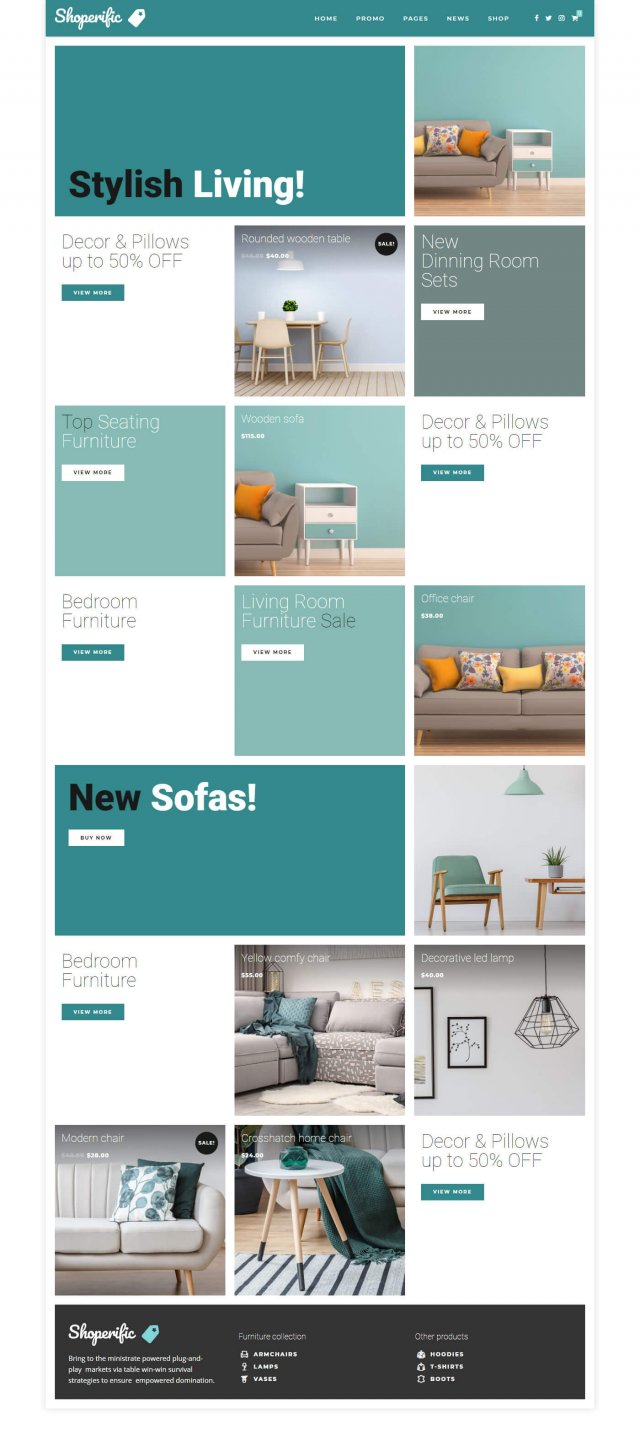 Shoperific
HOME PROMO PAGES NEWS SHOP
Stylish Living!
Decor & Pillows
up to 50% OFF
VIEW MORE
Rounded wooden table
$40.00
SALE!
New
Dinning Room
Sets
VIEW MORE
Top Seating
Furniture
VIEW MORE
Wooden sofa
$115.00
Decor & Pillows
up to 50% OFF
VIEW MORE
Bedroom
Furniture
VIEW MORE
Living Room
Furniture Sale
VIEW MORE
Office chair
$38.00
New Sofas!
BUY NOW
Bedroom
Furniture
VIEW MORE
Yellow comfy chair
$55.00
Decorative led lamp
$40.00
Modern chair
$28.00
SALE!
Crosshatch home chair
$24.00
Decor & Pillows
up to 50% OFF
VIEW MORE
Shoperific
Bring to the ministrate powered plug-and-
play markets via table win-win survival
strategies to ensure empowered domination.
Furniture collection
ARMCHAIRS
LAMPS
VASES
Other products
HOODIES
T-SHIRTS
BOOTS